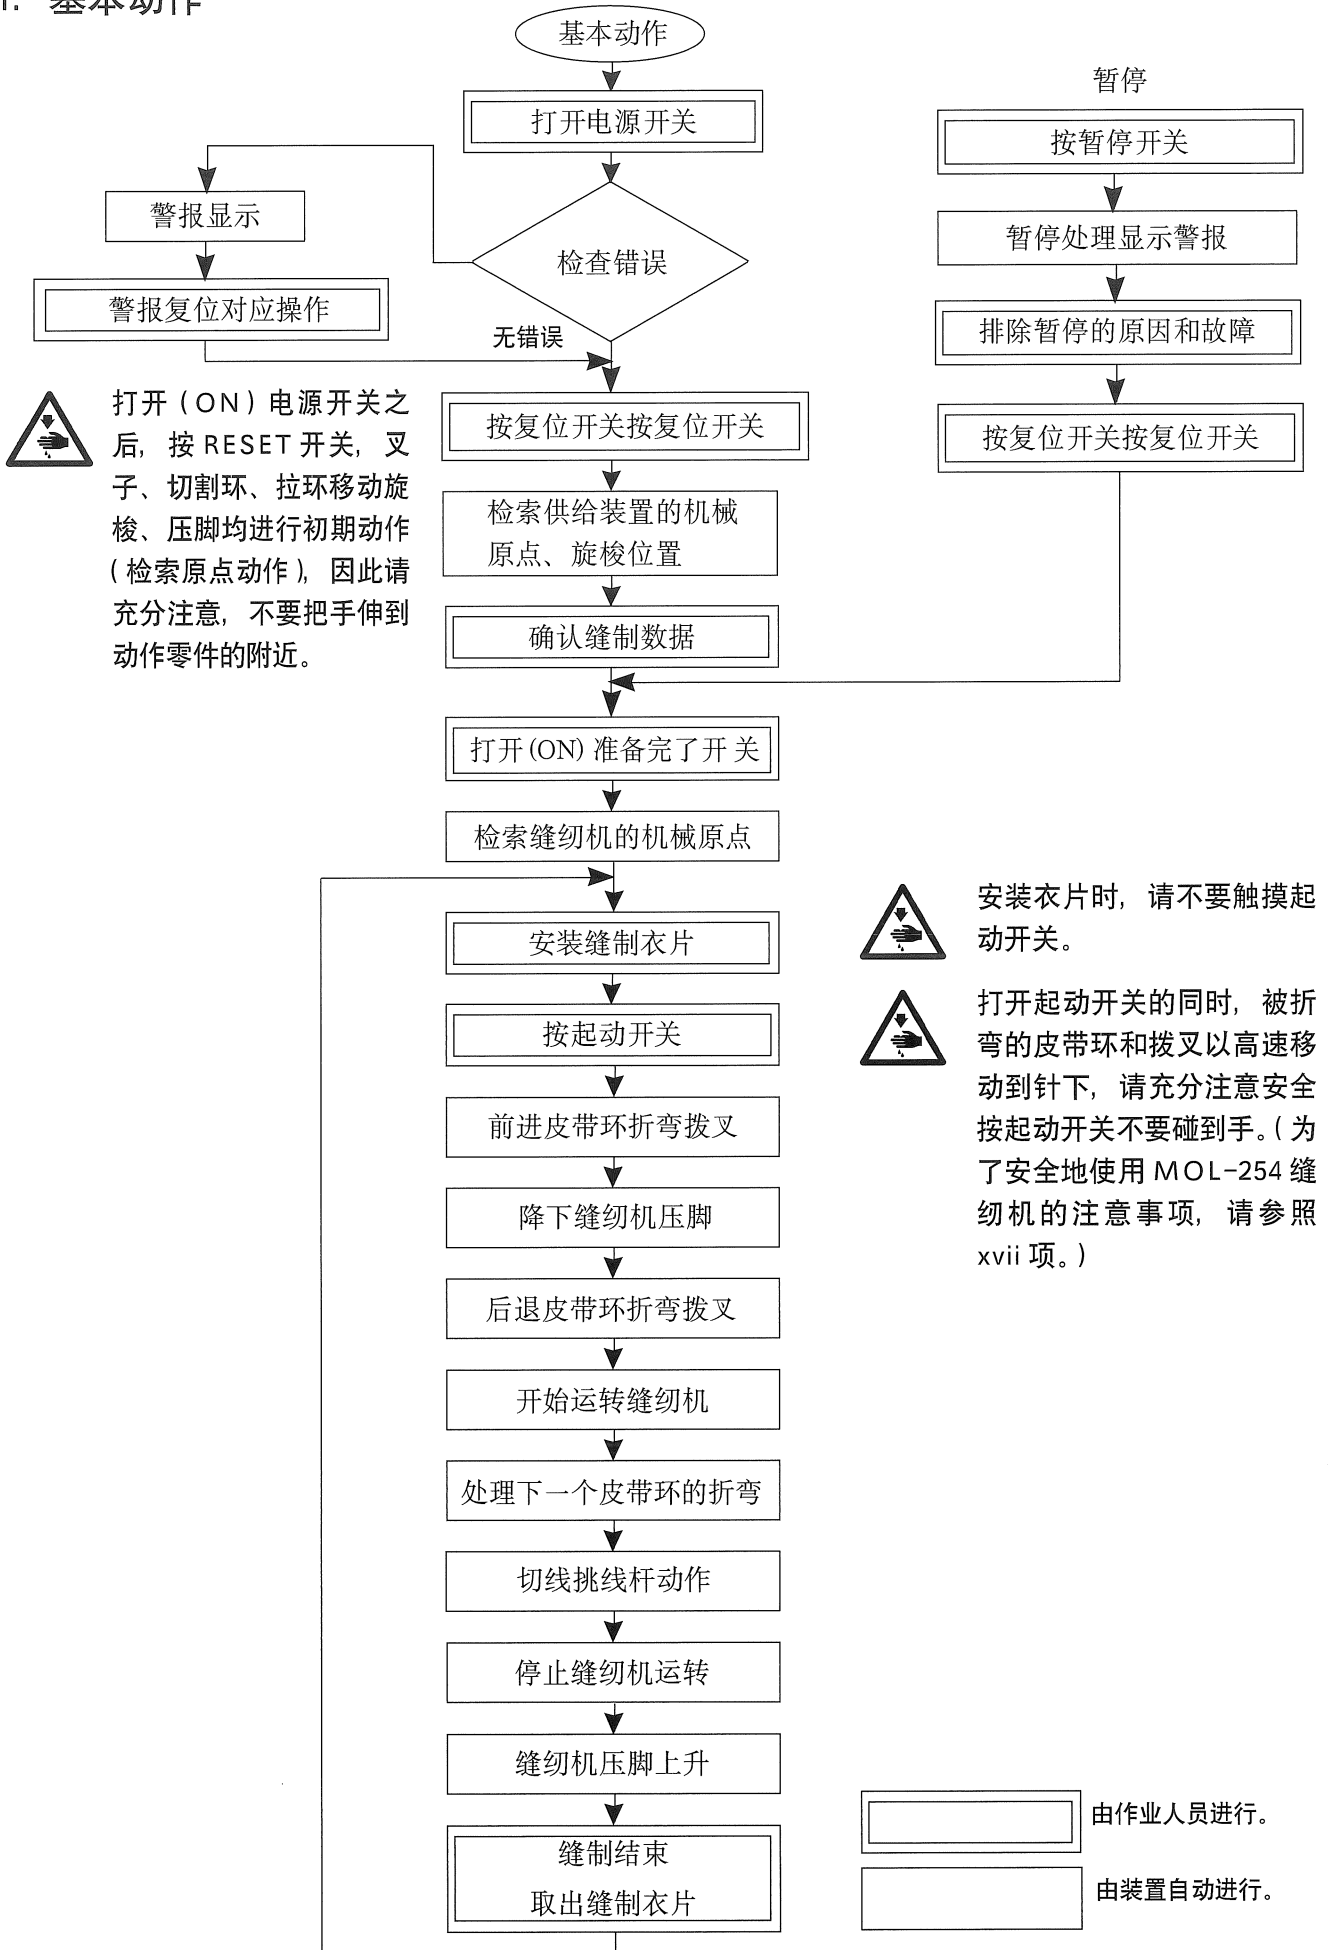 1. 基本动作
基本动作
打开电源开关
警报显示
检查错误
警报复位对应操作
无错误
暂停
按暂停开关
暂停处理显示警报
排除暂停的原因和故障
按复位开关按复位开关
打开(ON)电源开关之
后, 按RESET开关, 叉
子、切割环、拉环移动旋
梭、压脚均进行初期动作
(检索原点动作), 因此请
充分注意, 不要把手伸到
动作零件的附近。
按复位开关按复位开关
检索供给装置的机械
原点、旋梭位置
确认缝制数据
打开(ON)准备完了开关
检索缝纫机的机械原点
安装缝制衣片
按起动开关
前进皮带环折弯拨叉
降下缝纫机压脚
后退皮带环折弯拨叉
开始运转缝纫机
处理下一个皮带环的折弯
切线挑线杆动作
停止缝纫机运转
缝纫机压脚上升
缝制结束
取出缝制衣片
安装衣片时, 请不要触摸起
动开关。
打开起动开关的同时, 被折
弯的皮带环和拨叉以高速移
动到针下, 请充分注意安全
按起动开关不要碰到手。(为
了安全地使用MOL-254缝
纫机的注意事项, 请参照
xvii项。)
由作业人员进行。
由装置自动进行。